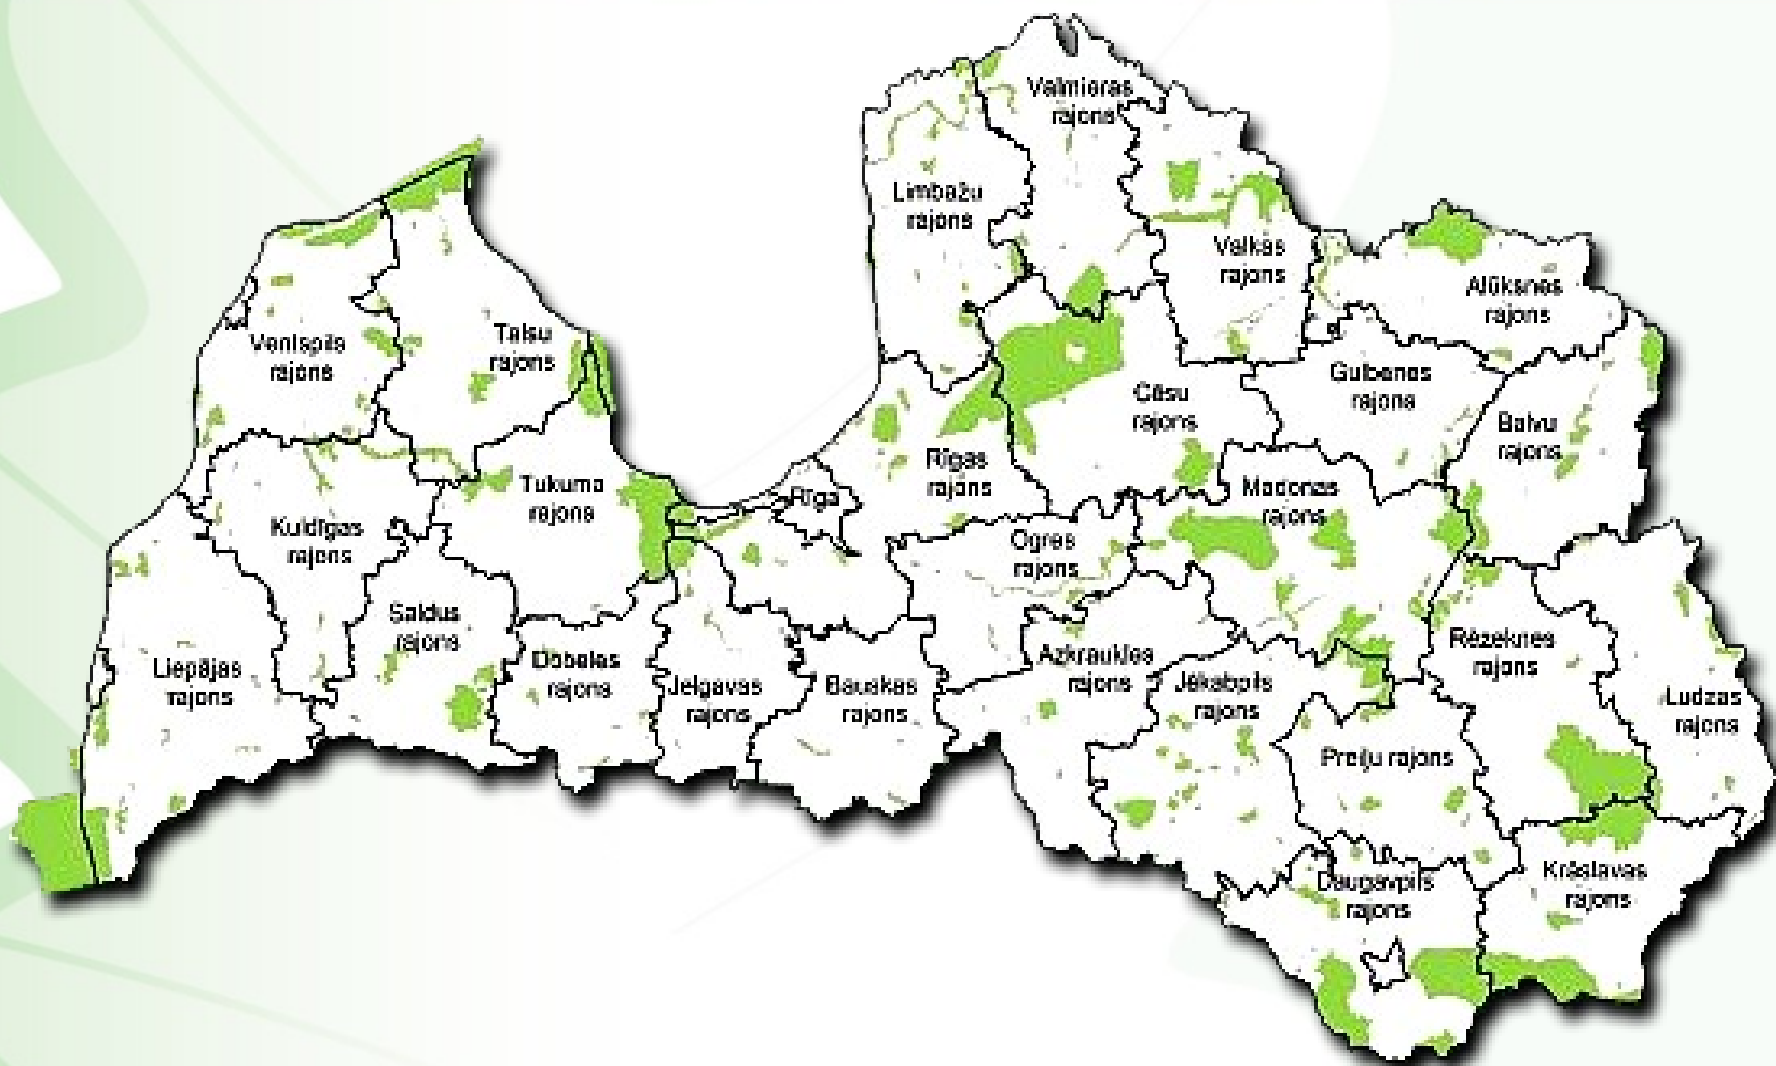 Valmieras
rajons
Limbažu
rajons
Valkas
rajons
Alūksnes
rajons
Ventspils
rajons
Talsu
rajons
Gulbenes
rajons
Cēsu
rajons
Balvu
rajons
Rīgas
rajons
Rīga
Tukuma
rajons
Madonas
rajons
Kuldīgas
rajons
Ogres
rajons
Saldus
rajons
Liepājas
rajons
Dobeles
rajons
Jelgavas
rajons
Bauskas
rajons
Aizkraukles
rajons
Jēkabpils
rajons
Rēzeknes
rajons
Ludzas
rajons
Preiļu rajons
Daugavpils
rajons
Krāslavas
rajons